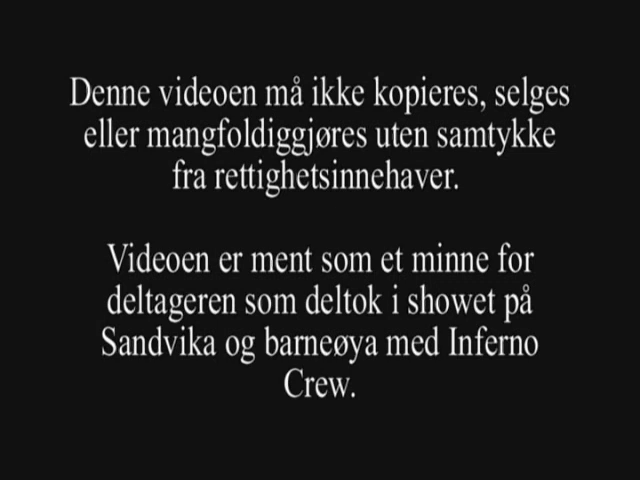 Denne videoen må ikke kopieres, selges
eller mangfoldiggjøres uten samtykke
fra rettighetsinnehaver.
Videoen er ment som et minne for
deltageren som deltok i showet på
Sandvika og barneøya med Inferno
Crew.